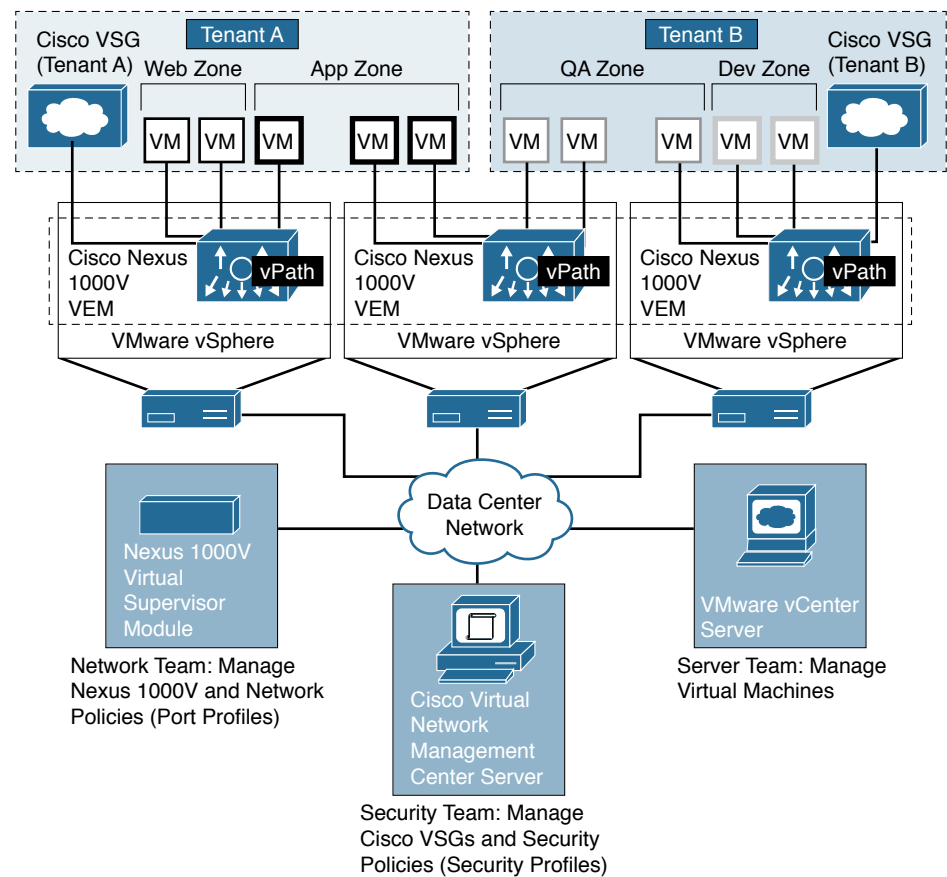 Cisco VSG
(Tenant A)
Tenant A
Web Zone
App Zone
Tenant B
QA Zone
Dev Zone
Cisco VSG
(Tenant B)
VM
VM
VM
VM
VM
VM
VM
VM
VM
VM
Cisco Nexus
1000V
VEM
vPath
Cisco Nexus
1000V
VEM
vPath
Cisco Nexus
1000V
VEM
vPath
VMware vSphere
VMware vSphere
VMware vSphere
Data Center
Network
Nexus 1000V
Virtual
Supervisor
Module
Network Team: Manage
Nexus 1000V and Network
Policies (Port Profiles)
Cisco Virtual
Network
Management
Center Server
Security Team: Manage
Cisco VSGs and Security
Policies (Security Profiles)
VMware vCenter
Server
Server Team: Manage
Virtual Machines